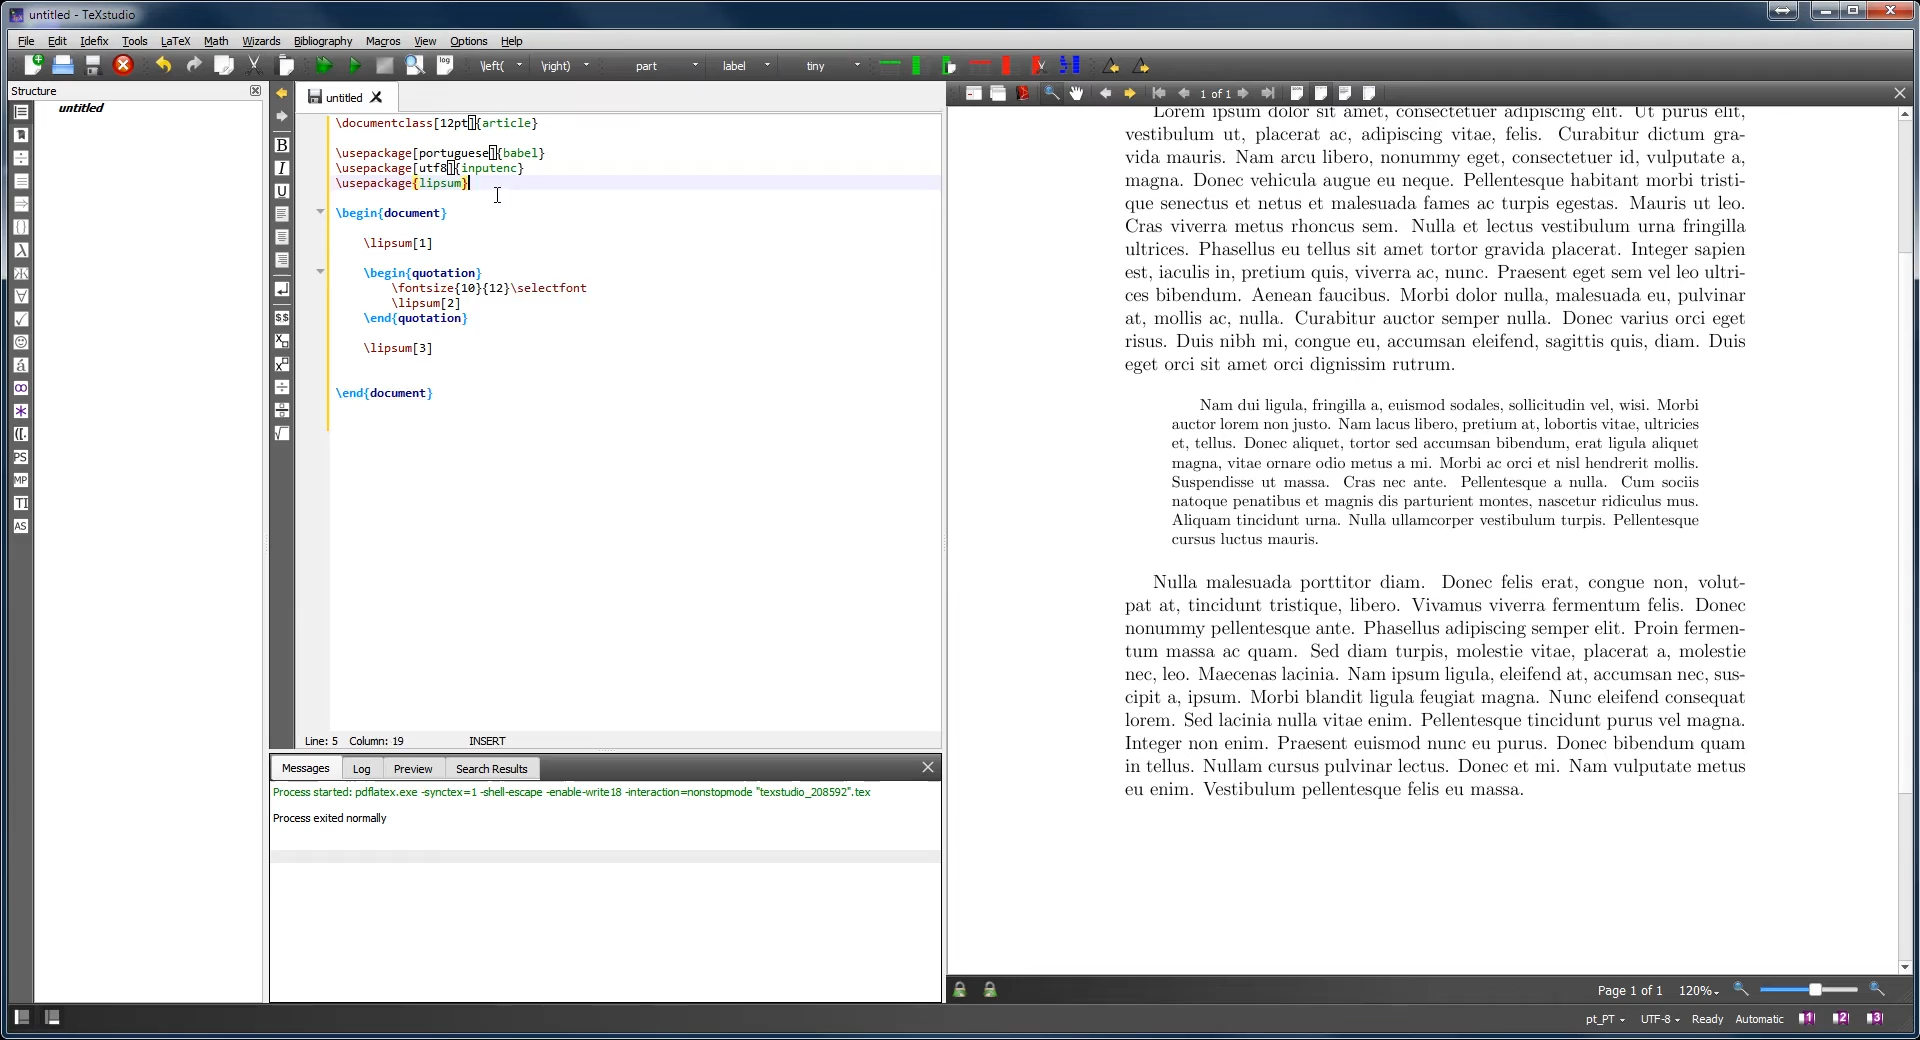 untitled - TeXstudio
File Edit Idefix Tools LaTeX Math Wizards Bibliography Macros View Options Help
log \left( \right) part label tiny
Structure
untitled
untitled
1 of 1
\documentclass[12pt]{article}
\usepackage[portuguese]{babel}
\usepackage[utf8]{inputenc}
\usepackage{lipsum}
\begin{document}
\lipsum[1]
\begin{quotation}
\fontsize{10}{12}\selectfont
\lipsum[2]
\end{quotation}
\lipsum[3]
\end{document}
B
I
U
$$
PS
MP
TI
AS
Line: 5 Column: 19 INSERT
Messages Log Preview Search Results
Process started: pdflatex.exe -synctex=1 -shell-escape -enable-write18 -interaction=nonstopmode "texstudio_208592".tex
Process exited normally
Lorem ipsum dolor sit amet, consectetuer adipiscing elit. Ut purus elit,
vestibulum ut, placerat ac, adipiscing vitae, felis. Curabitur dictum gra-
vida mauris. Nam arcu libero, nonummy eget, consectetuer id, vulputate a,
magna. Donec vehicula augue eu neque. Pellentesque habitant morbi tristi-
que senectus et netus et malesuada fames ac turpis egestas. Mauris ut leo.
Cras viverra metus rhoncus sem. Nulla et lectus vestibulum urna fringilla
ultrices. Phasellus eu tellus sit amet tortor gravida placerat. Integer sapien
est, iaculis in, pretium quis, viverra ac, nunc. Praesent eget sem vel leo ultri-
ces bibendum. Aenean faucibus. Morbi dolor nulla, malesuada eu, pulvinar
at, mollis ac, nulla. Curabitur auctor semper nulla. Donec varius orci eget
risus. Duis nibh mi, congue eu, accumsan eleifend, sagittis quis, diam. Duis
eget orci sit amet orci dignissim rutrum.
Nam dui ligula, fringilla a, euismod sodales, sollicitudin vel, wisi. Morbi
auctor lorem non justo. Nam lacus libero, pretium at, lobortis vitae, ultricies
et, tellus. Donec aliquet, tortor sed accumsan bibendum, erat ligula aliquet
magna, vitae ornare odio metus a mi. Morbi ac orci et nisl hendrerit mollis.
Suspendisse ut massa. Cras nec ante. Pellentesque a nulla. Cum sociis
natoque penatibus et magnis dis parturient montes, nascetur ridiculus mus.
Aliquam tincidunt urna. Nulla ullamcorper vestibulum turpis. Pellentesque
cursus luctus mauris.
Nulla malesuada porttitor diam. Donec felis erat, congue non, volut-
pat at, tincidunt tristique, libero. Vivamus viverra fermentum felis. Donec
nonummy pellentesque ante. Phasellus adipiscing semper elit. Proin fermen-
tum massa ac quam. Sed diam turpis, molestie vitae, placerat a, molestie
nec, leo. Maecenas lacinia. Nam ipsum ligula, eleifend at, accumsan nec, sus-
cipit a, ipsum. Morbi blandit ligula feugiat magna. Nunc eleifend consequat
lorem. Sed lacinia nulla vitae enim. Pellentesque tincidunt purus vel magna.
Integer non enim. Praesent euismod nunc eu purus. Donec bibendum quam
in tellus. Nullam cursus pulvinar lectus. Donec et mi. Nam vulputate metus
eu enim. Vestibulum pellentesque felis eu massa.
Page 1 of 1 120%
pt_PT UTF-8 Ready Automatic 1 2 3